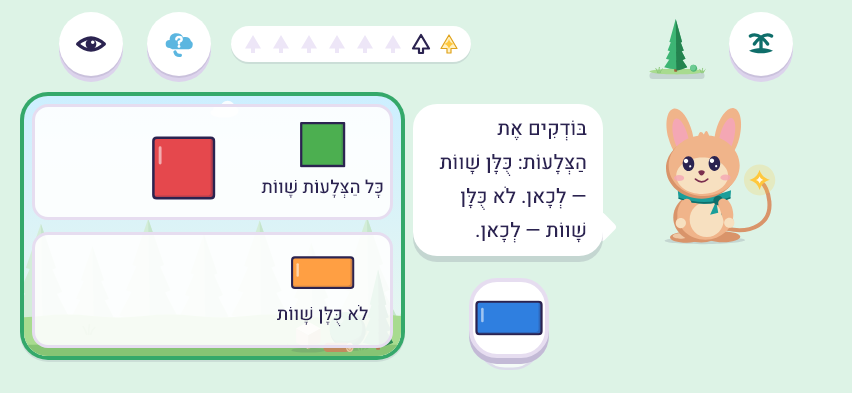 בּוֹדְקִים אֶת
הַצְּלָעוֹת: כֻּלָּן שָׁווֹת
– לְכָאן. לֹא כֻּלָּן
שָׁווֹת – לְכָאן.
כָּל הַצְּלָעוֹת שָׁווֹת
לֹא כֻּלָּן שָׁווֹת
?